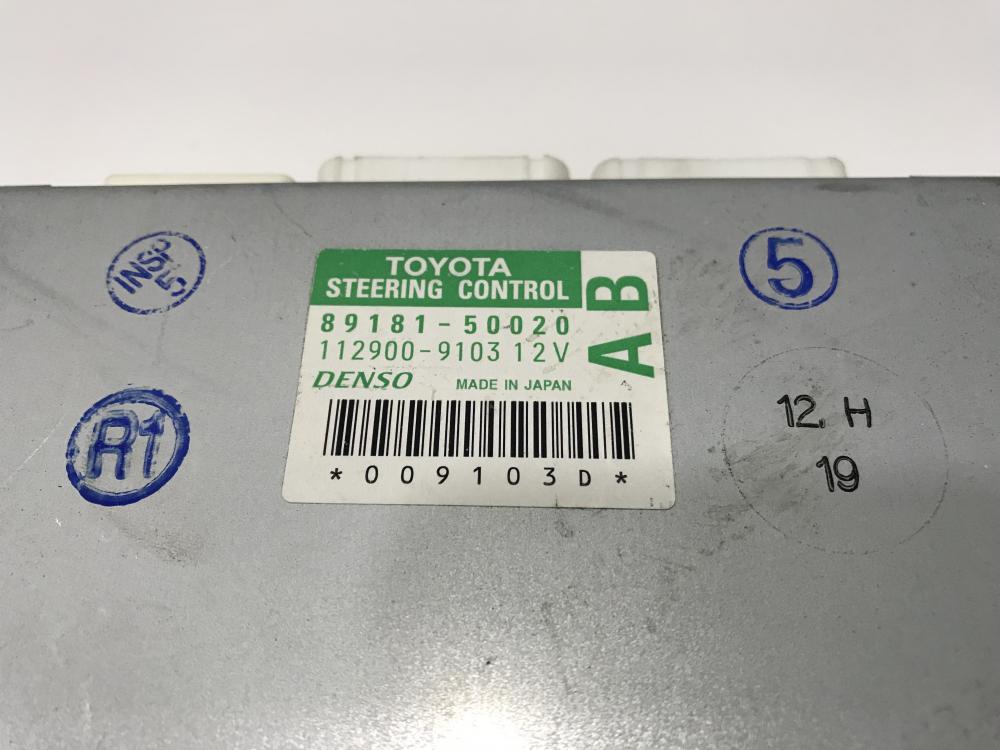 INSP
L5
5
TOYOTA
STEERING CONTROL
AB
89181-50020
112900-9103 12V
DENSO MADE IN JAPAN
*009103D*
R1
12. H
19